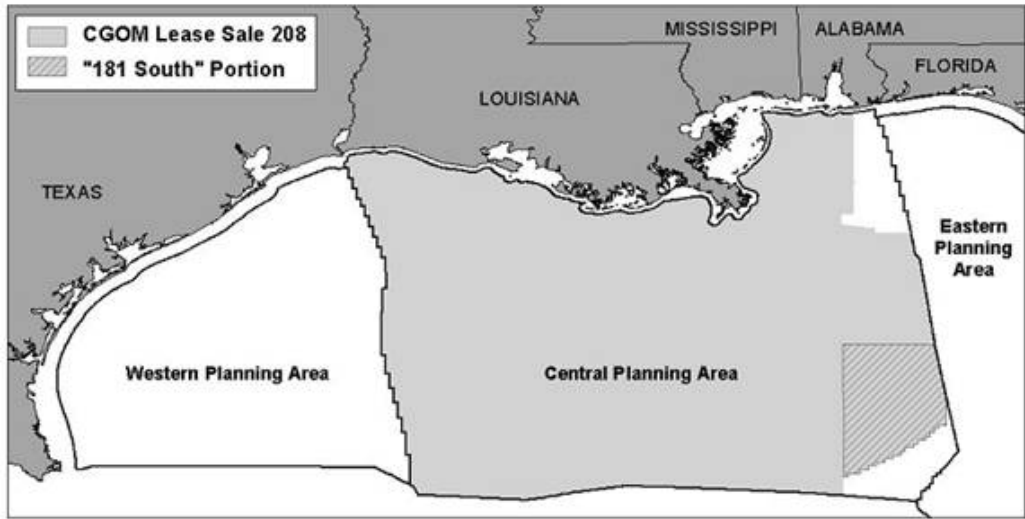 CGOM Lease Sale 208
"181 South" Portion
MISSISSIPPI
ALABAMA
FLORIDA
LOUISIANA
TEXAS
Eastern
Planning
Area
Western Planning Area
Central Planning Area